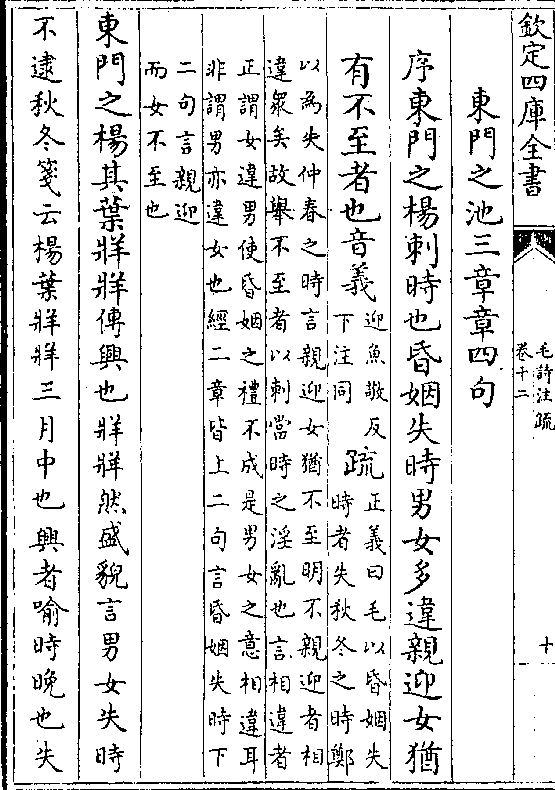 欽定四庫全書
毛詩注疏
卷十二
十
東門之池三章章四句
序東門之楊刺時也昏姻失時男女多違親迎女猶
有不至者也音義
迎魚敬反
下注同
疏
正義曰毛以昏姻失
時者失秋冬之時鄭
以為失仲春之時言親迎女猶不至明不親迎者相
違衆矣故舉不至者以刺當時之淫亂也言相違者
正謂女違男使昏姻之禮不成是男女之意相違耳
非謂男亦違女也經二章皆上二句言昏姻失時下
二句言親迎
而女不至也
東門之楊其葉牂牂傳興也牂牂然盛貌言男女失時
不逮秋冬箋云楊葉牂牂三月中也興者喻時晚也失